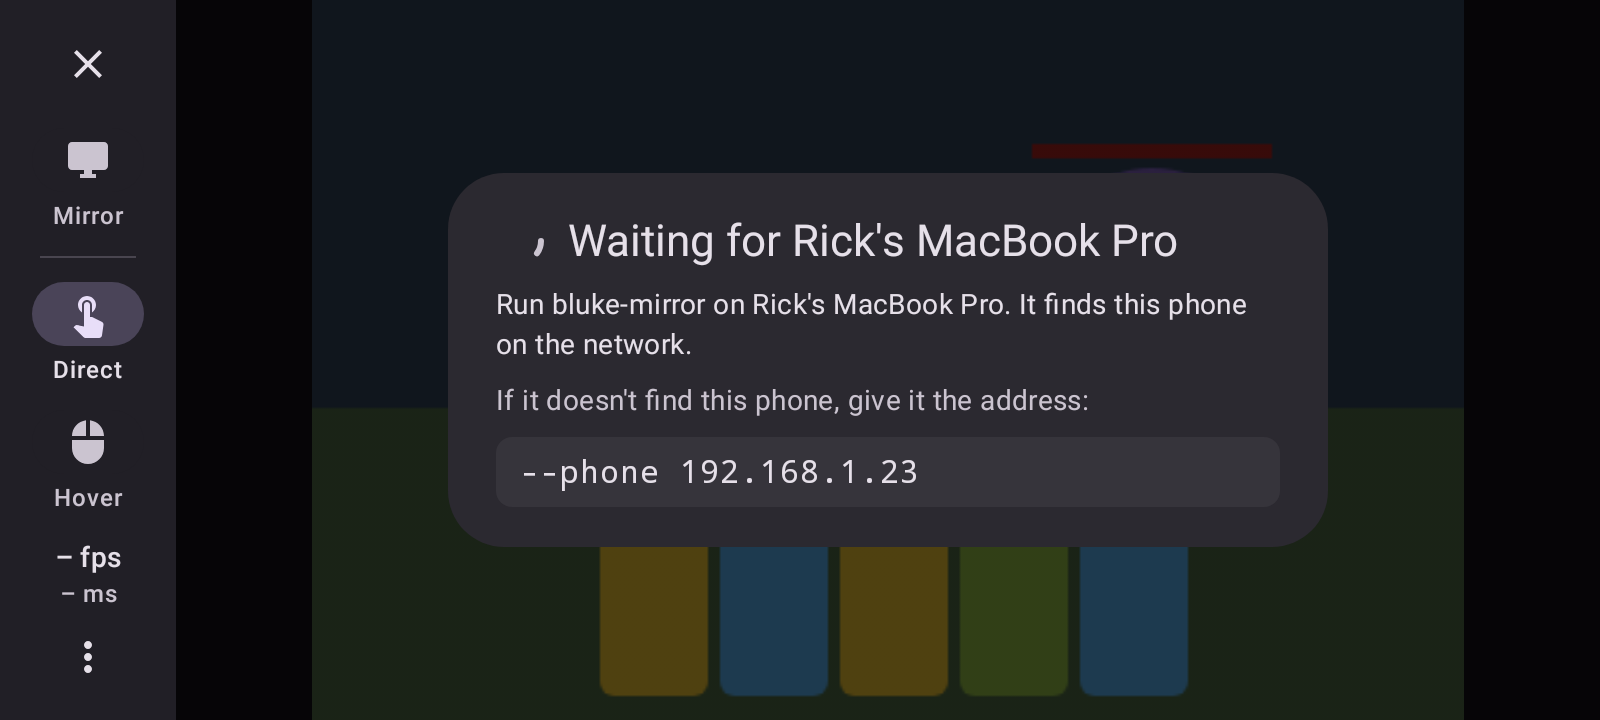 Mirror
Direct
Hover
– fps
– ms
Waiting for Rick's MacBook Pro
Run bluke-mirror on Rick's MacBook Pro. It finds this phone
on the network.
If it doesn't find this phone, give it the address:
--phone 192.168.1.23